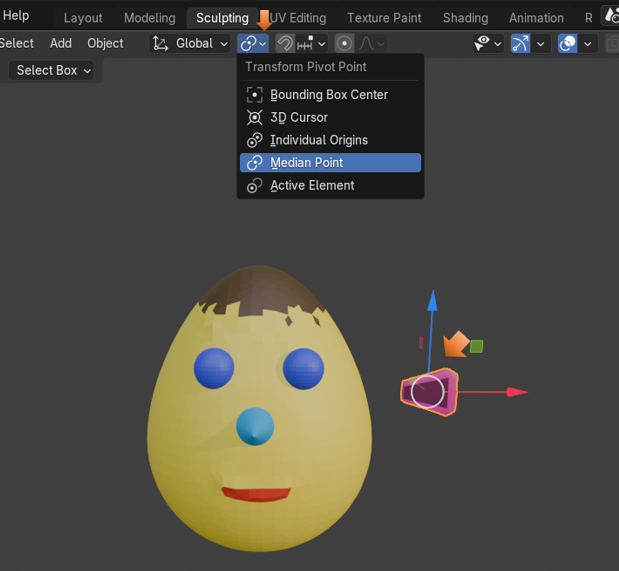 Help Layout Modeling Sculpting UV Editing Texture Paint Shading Animation R
Select Add Object Global
Select Box
Transform Pivot Point
Bounding Box Center
3D Cursor
Individual Origins
Median Point
Active Element